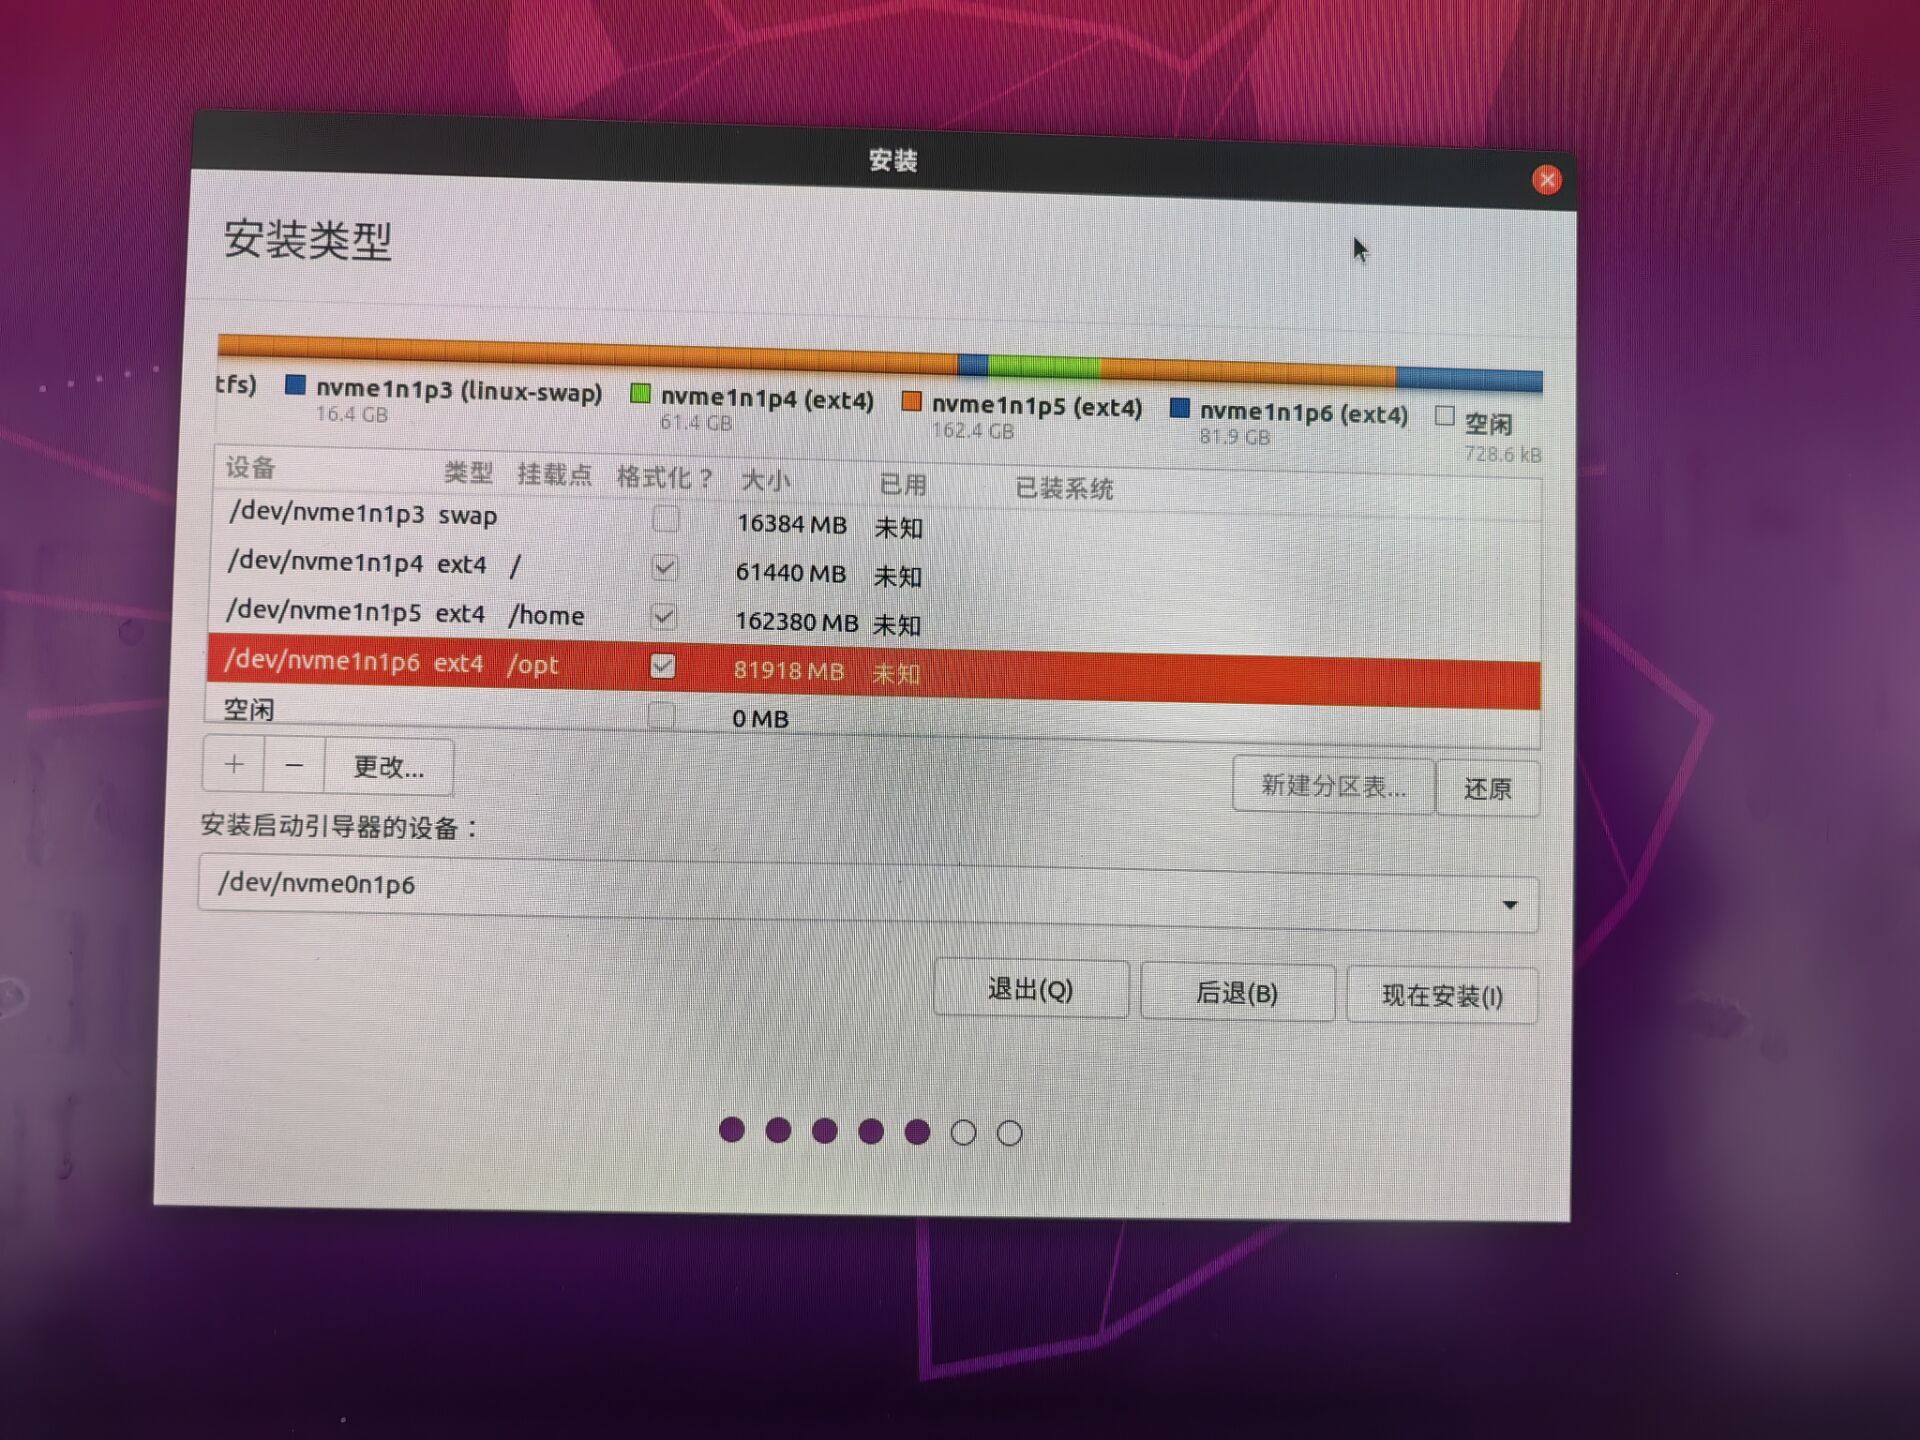 安装
安装类型
tfs) nvme1n1p3 (linux-swap) nvme1n1p4 (ext4) nvme1n1p5 (ext4) nvme1n1p6 (ext4) 空闲
16.4 GB 61.4 GB 162.4 GB 81.9 GB 728.6 kB
设备 类型 挂载点 格式化？ 大小 已用 已装系统
/dev/nvme1n1p3 swap 16384 MB 未知
/dev/nvme1n1p4 ext4 / 61440 MB 未知
/dev/nvme1n1p5 ext4 /home 162380 MB 未知
/dev/nvme1n1p6 ext4 /opt 81918 MB 未知
空闲 0 MB
+ − 更改... 新建分区表... 还原
安装启动引导器的设备：
/dev/nvme0n1p6
退出(Q) 后退(B) 现在安装(I)